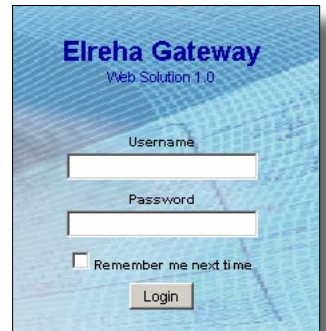 Elreha Gateway
Web Solution 1.0
Username
Password
Remember me next time
Login